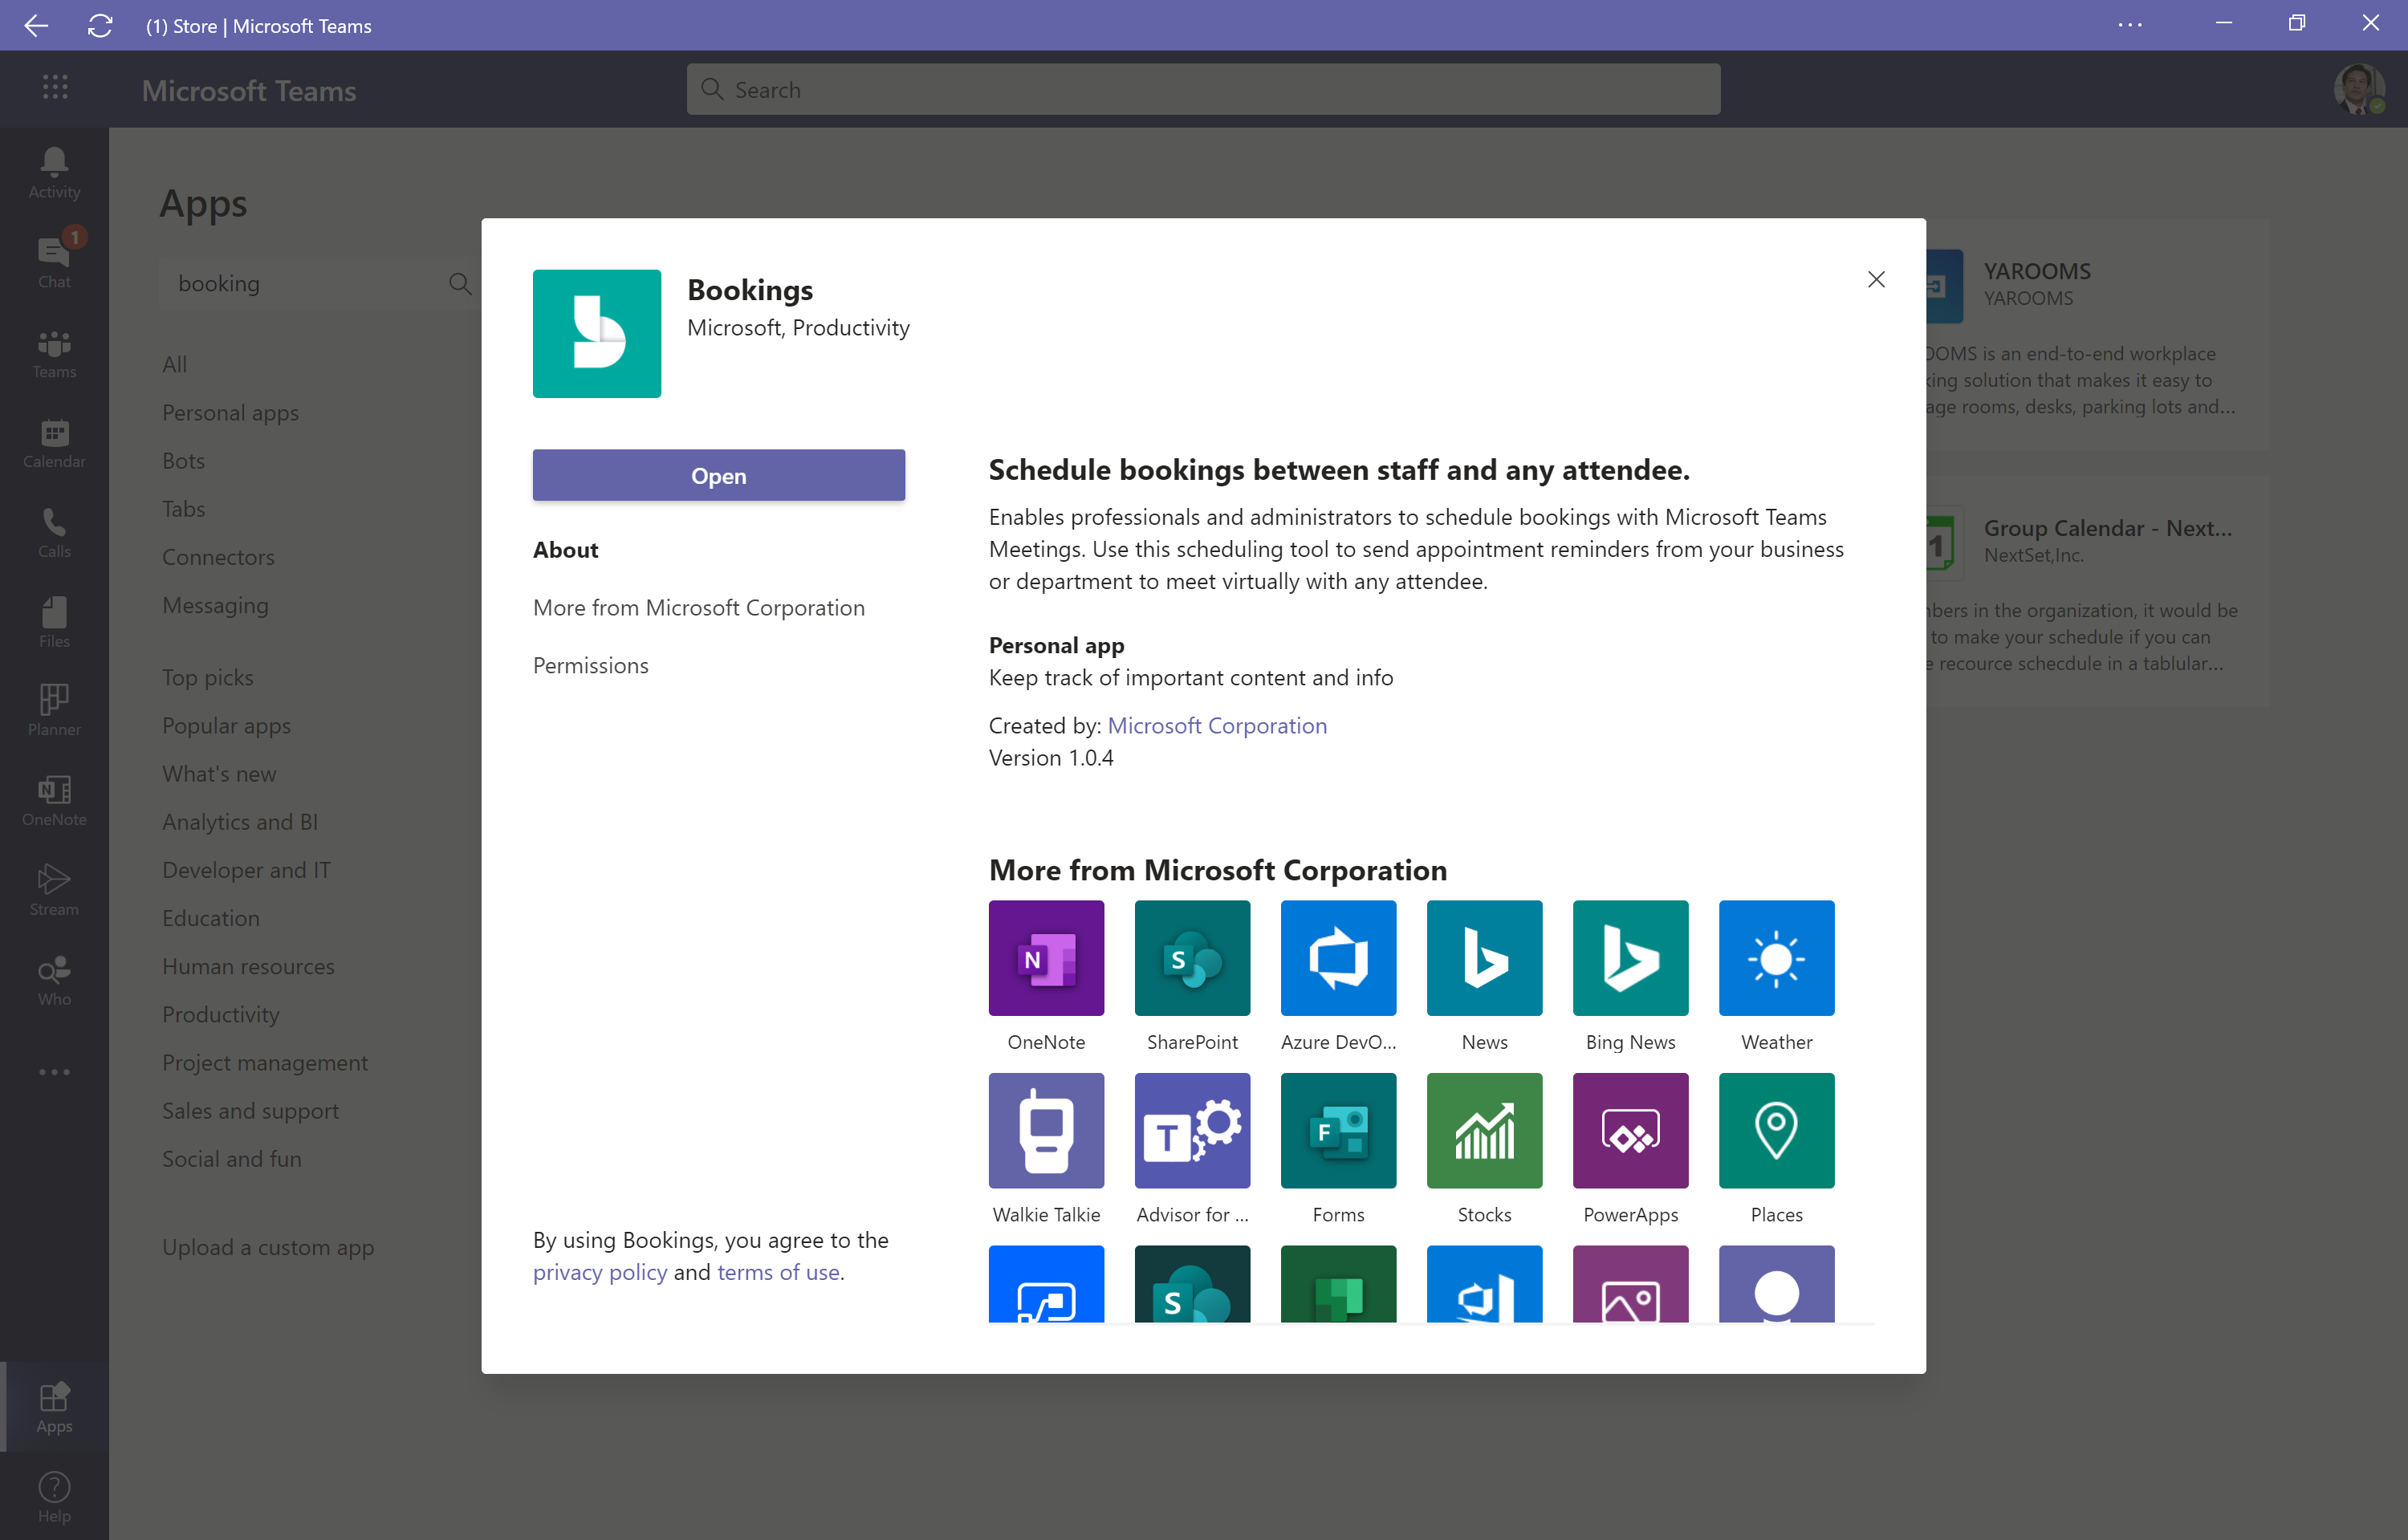 (1) Store | Microsoft Teams
Microsoft Teams
Search
Activity
1
Chat
Teams
Calendar
Calls
Files
Planner
OneNote
Stream
Who
Apps
Help
Apps
booking
All
Personal apps
Bots
Tabs
Connectors
Messaging
Top picks
Popular apps
What's new
Analytics and BI
Developer and IT
Education
Human resources
Productivity
Project management
Sales and support
Social and fun
Upload a custom app
Bookings
Microsoft, Productivity
Open
About
More from Microsoft Corporation
Permissions
By using Bookings, you agree to the
privacy policy and terms of use.
Schedule bookings between staff and any attendee.
Enables professionals and administrators to schedule bookings with Microsoft Teams
Meetings. Use this scheduling tool to send appointment reminders from your business
or department to meet virtually with any attendee.
Personal app
Keep track of important content and info
Created by: Microsoft Corporation
Version 1.0.4
More from Microsoft Corporation
OneNote SharePoint Azure DevO... News Bing News Weather
Walkie Talkie Advisor for ... Forms Stocks PowerApps Places
YAROOMS
YAROOMS
is an end-to-end workplace
solution that makes it easy to
rooms, desks, parking lots and...
1
Group Calendar - Next...
NextSet,Inc.
in the organization, it would be
to make your schedule if you can
recource schecdule in a tablular...